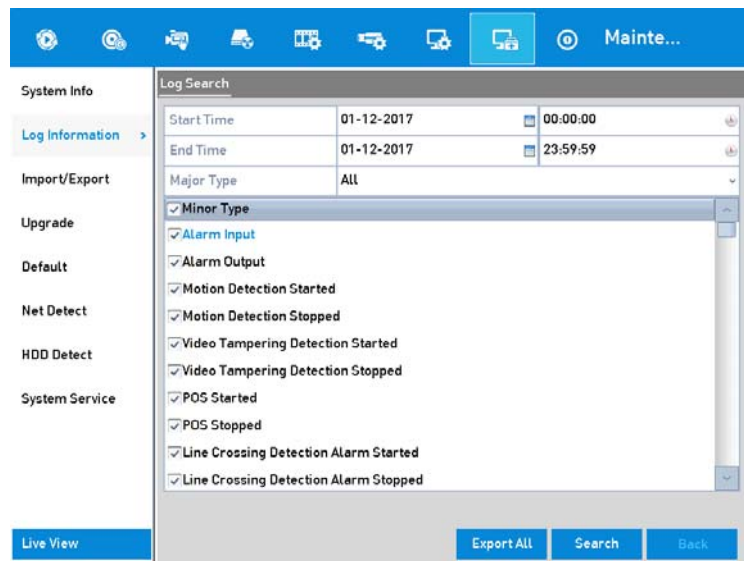 Mainte...
System Info
Log Information >
Import/Export
Upgrade
Default
Net Detect
HDD Detect
System Service
Live View
Log Search
Start Time 01-12-2017 00:00:00
End Time 01-12-2017 23:59:59
Major Type All
Minor Type
Alarm Input
Alarm Output
Motion Detection Started
Motion Detection Stopped
Video Tampering Detection Started
Video Tampering Detection Stopped
POS Started
POS Stopped
Line Crossing Detection Alarm Started
Line Crossing Detection Alarm Stopped
Export All Search Back